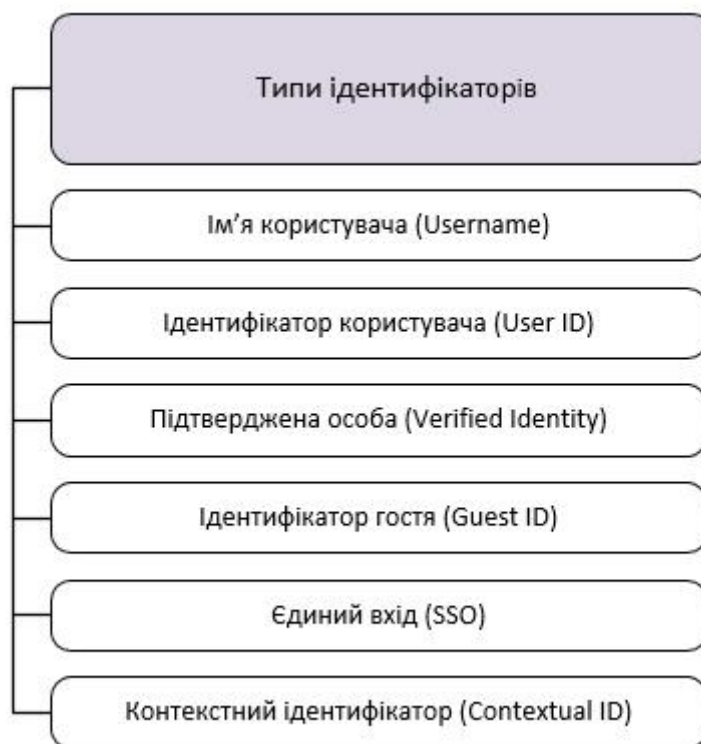 Типи ідентифікаторів
Ім’я користувача (Username)
Ідентифікатор користувача (User ID)
Підтверджена особа (Verified Identity)
Ідентифікатор гостя (Guest ID)
Єдиний вхід (SSO)
Контекстний ідентифікатор (Contextual ID)